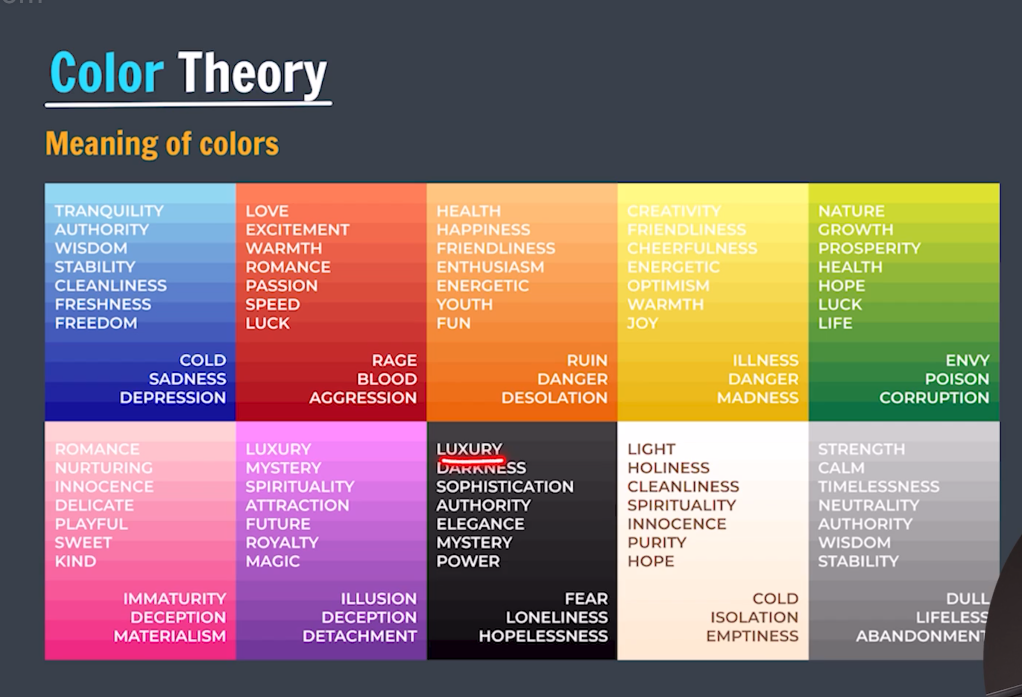 Color Theory
Meaning of colors
TRANQUILITY
AUTHORITY
WISDOM
STABILITY
CLEANLINESS
FRESHNESS
FREEDOM
COLD
SADNESS
DEPRESSION
LOVE
EXCITEMENT
WARMTH
ROMANCE
PASSION
SPEED
LUCK
RAGE
BLOOD
AGGRESSION
HEALTH
HAPPINESS
FRIENDLINESS
ENTHUSIASM
ENERGETIC
YOUTH
FUN
RUIN
DANGER
DESOLATION
CREATIVITY
FRIENDLINESS
CHEERFULNESS
ENERGETIC
OPTIMISM
WARMTH
JOY
ILLNESS
DANGER
MADNESS
NATURE
GROWTH
PROSPERITY
HEALTH
HOPE
LUCK
LIFE
ENVY
POISON
CORRUPTION
ROMANCE
NURTURING
INNOCENCE
DELICATE
PLAYFUL
SWEET
KIND
IMMATURITY
DECEPTION
MATERIALISM
LUXURY
MYSTERY
SPIRITUALITY
ATTRACTION
FUTURE
ROYALTY
MAGIC
ILLUSION
DECEPTION
DETACHMENT
LUXURY
DARKNESS
SOPHISTICATION
AUTHORITY
ELEGANCE
MYSTERY
POWER
FEAR
LONELINESS
HOPELESSNESS
LIGHT
HOLINESS
CLEANLINESS
SPIRITUALITY
INNOCENCE
PURITY
HOPE
COLD
ISOLATION
EMPTINESS
STRENGTH
CALM
TIMELESSNESS
NEUTRALITY
AUTHORITY
WISDOM
STABILITY
DULL
LIFELESS
ABANDONMENT